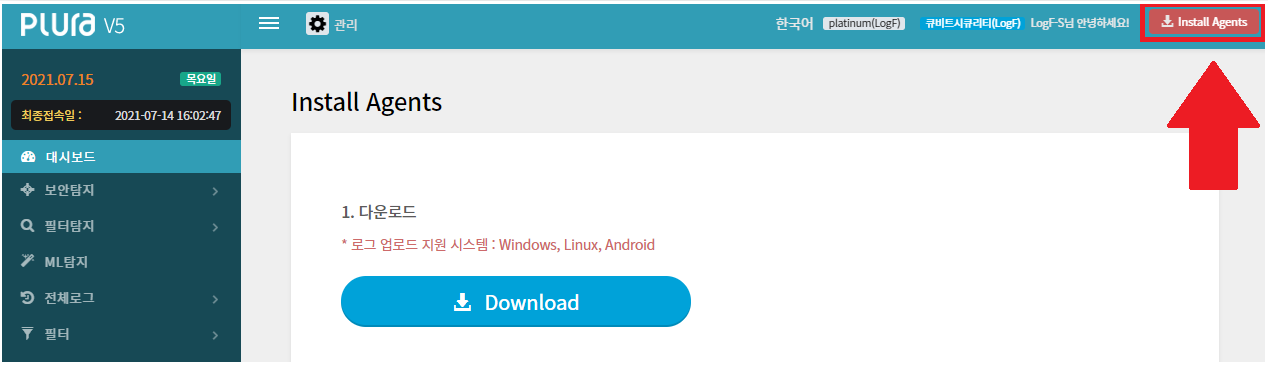 PLURA V5
관리
한국어 platinum(LogF) 큐비트시큐리티(LogF) LogF-S님 안녕하세요! Install Agents
2021.07.15 목요일
최종접속일 : 2021-07-14 16:02:47
대시보드
보안탐지
필터탐지
ML탐지
전체로그
필터
Install Agents
1. 다운로드
* 로그 업로드 지원 시스템 : Windows, Linux, Android
Download